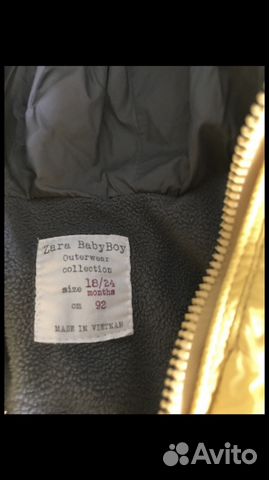 Zara BabyBoy
Outerwear
collection
size 18/24
months
cm 92
MADE IN VIETNAM
Avito